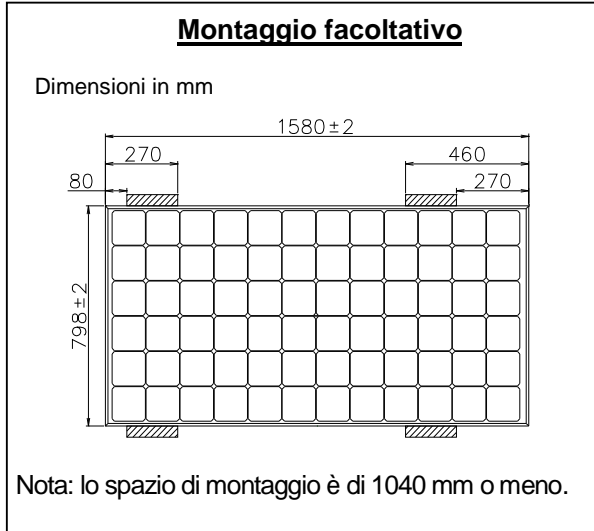 Montaggio facoltativo
Dimensioni in mm
1580±2
270
460
80
270
798±2
Nota: lo spazio di montaggio è di 1040 mm o meno.